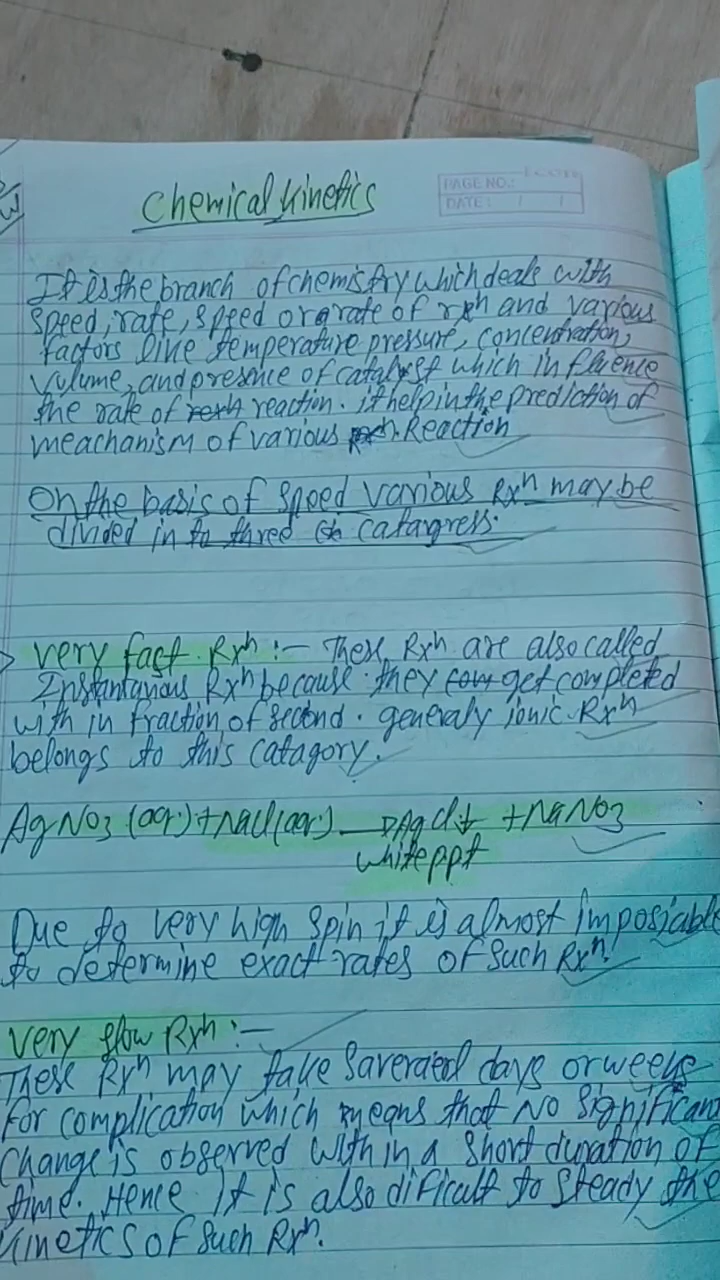 Chemical Kinetics
PAGE NO.:
DATE: / /
It is the branch of chemistry which deals with
speed, rate, speed or rate of rxn and various
factors like temperature pressure, concentration,
volume, and presence of catalyst which influence
the rate of rexn reaction. it help in the prediction of
meachanism of various Reaction
On the basis of speed various Rxn may be
divided in to three catagress.
very fast Rxn :- These Rxn are also called
Instantanous Rxn because they com get completed
with in fraction of second. generaly ionic Rxn
belongs to this catagory.
AgNO3 (aq.) + NaCl (aq.) → AgCl↓ + NaNO3
white ppt
Due to very high spin it is almost imposiable
to determine exact rates of such Rxn.
very slow Rxn :-
These Rxn may take days or weeks
For complication which means that No significan
change is observed with in a short duration of
time. Hence it is also dificult to steady the
kinetics of such Rxn.